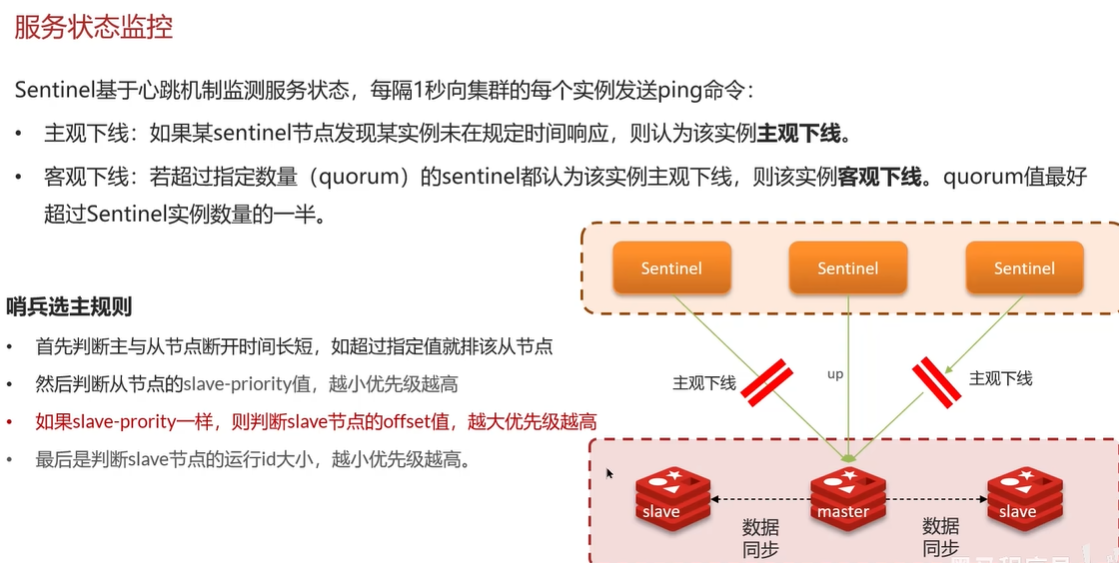 服务状态监控
Sentinel基于心跳机制监测服务状态，每隔1秒向集群的每个实例发送ping命令：
• 主观下线：如果某sentinel节点发现某实例未在规定时间响应，则认为该实例主观下线。
• 客观下线：若超过指定数量（quorum）的sentinel都认为该实例主观下线，则该实例客观下线。quorum值最好
超过Sentinel实例数量的一半。
哨兵选主规则
• 首先判断主与从节点断开时间长短，如超过指定值就排该从节点
• 然后判断从节点的slave-priority值，越小优先级越高
• 如果slave-prority一样，则判断slave节点的offset值，越大优先级越高
• 最后是判断slave节点的运行id大小，越小优先级越高。
Sentinel
Sentinel
Sentinel
主观下线
up
主观下线
slave
master
slave
数据
同步
数据
同步